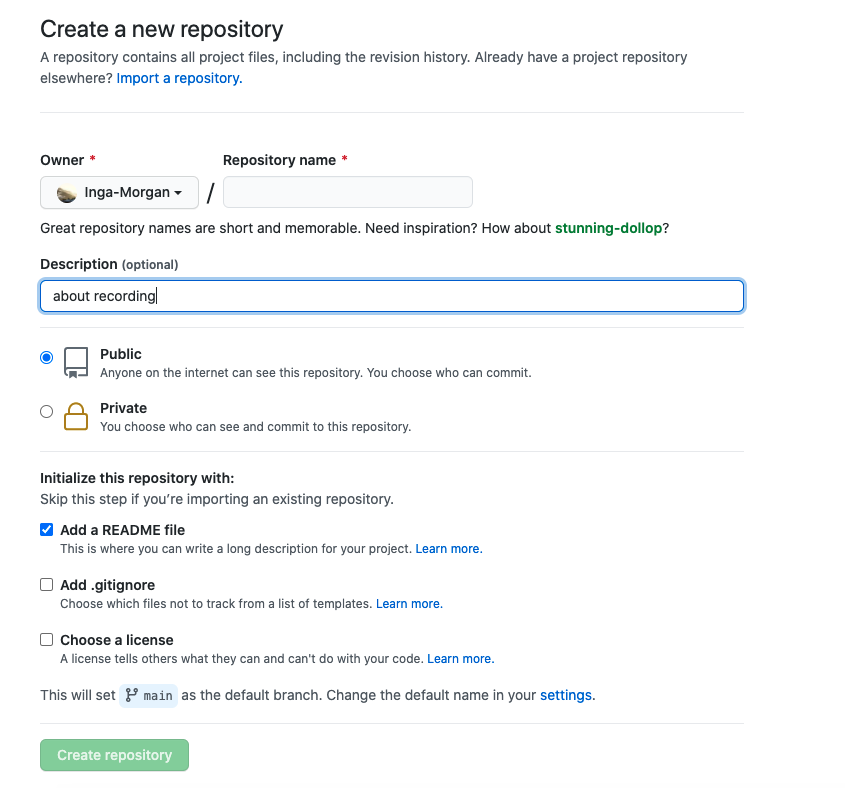 Create a new repository
A repository contains all project files, including the revision history. Already have a project repository
elsewhere? Import a repository.
Owner *
Repository name *
Inga-Morgan
/
Great repository names are short and memorable. Need inspiration? How about stunning-dollop?
Description (optional)
about recording
Public
Anyone on the internet can see this repository. You choose who can commit.
Private
You choose who can see and commit to this repository.
Initialize this repository with:
Skip this step if you’re importing an existing repository.
Add a README file
This is where you can write a long description for your project. Learn more.
Add .gitignore
Choose which files not to track from a list of templates. Learn more.
Choose a license
A license tells others what they can and can't do with your code. Learn more.
This will set main as the default branch. Change the default name in your settings.
Create repository